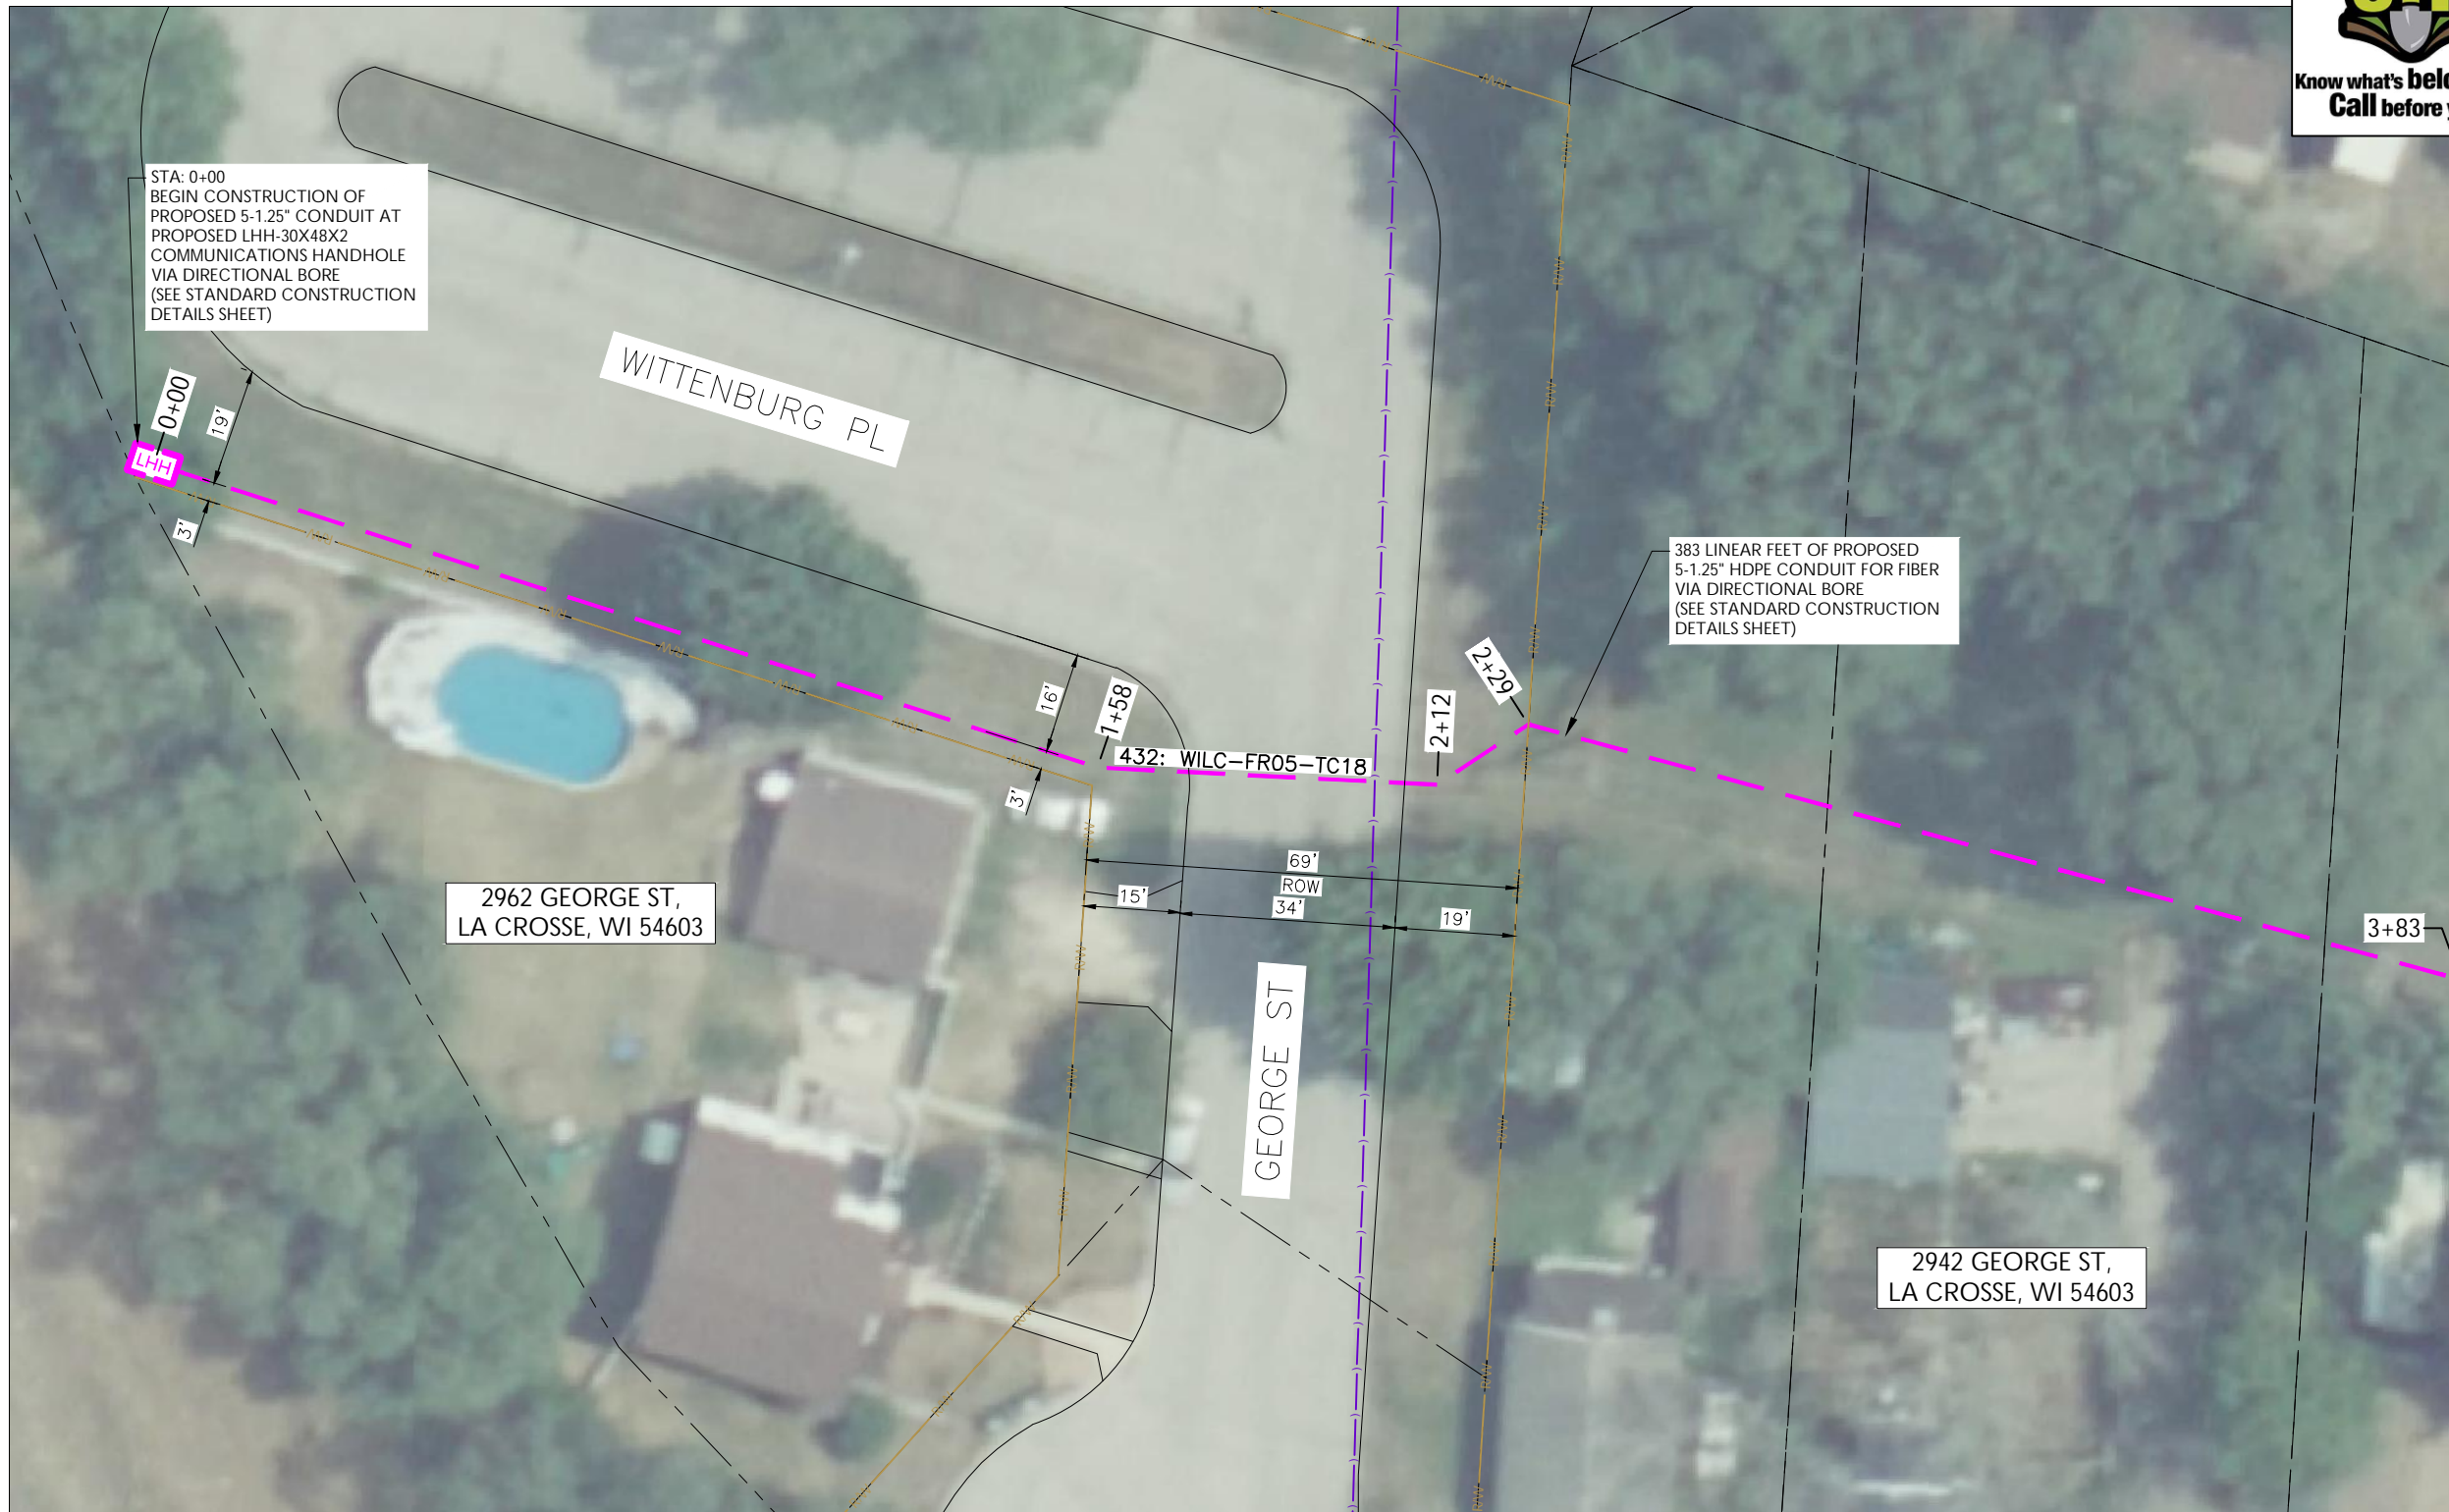 Know what's
Call before
STA: 0+00
BEGIN CONSTRUCTION OF
PROPOSED 5-1.25" CONDUIT AT
PROPOSED LHH-30X48X2
COMMUNICATIONS HANDHOLE
VIA DIRECTIONAL BORE
(SEE STANDARD CONSTRUCTION
DETAILS SHEET)
0+00
19'
LHH
3'
WITTENBURG PL
383 LINEAR FEET OF PROPOSED
5-1.25" HDPE CONDUIT FOR FIBER
VIA DIRECTIONAL BORE
(SEE STANDARD CONSTRUCTION
DETAILS SHEET)
16'
1+58
3'
432: WILC-FR05-TC18
2+12
2+29
69'
ROW
15'
34'
19'
2962 GEORGE ST,
LA CROSSE, WI 54603
3+83
GEORGE ST
2942 GEORGE ST,
LA CROSSE, WI 54603
R/W
R/W
R/W
R/W
R/W
R/W
R/W
R/W
R/W
R/W